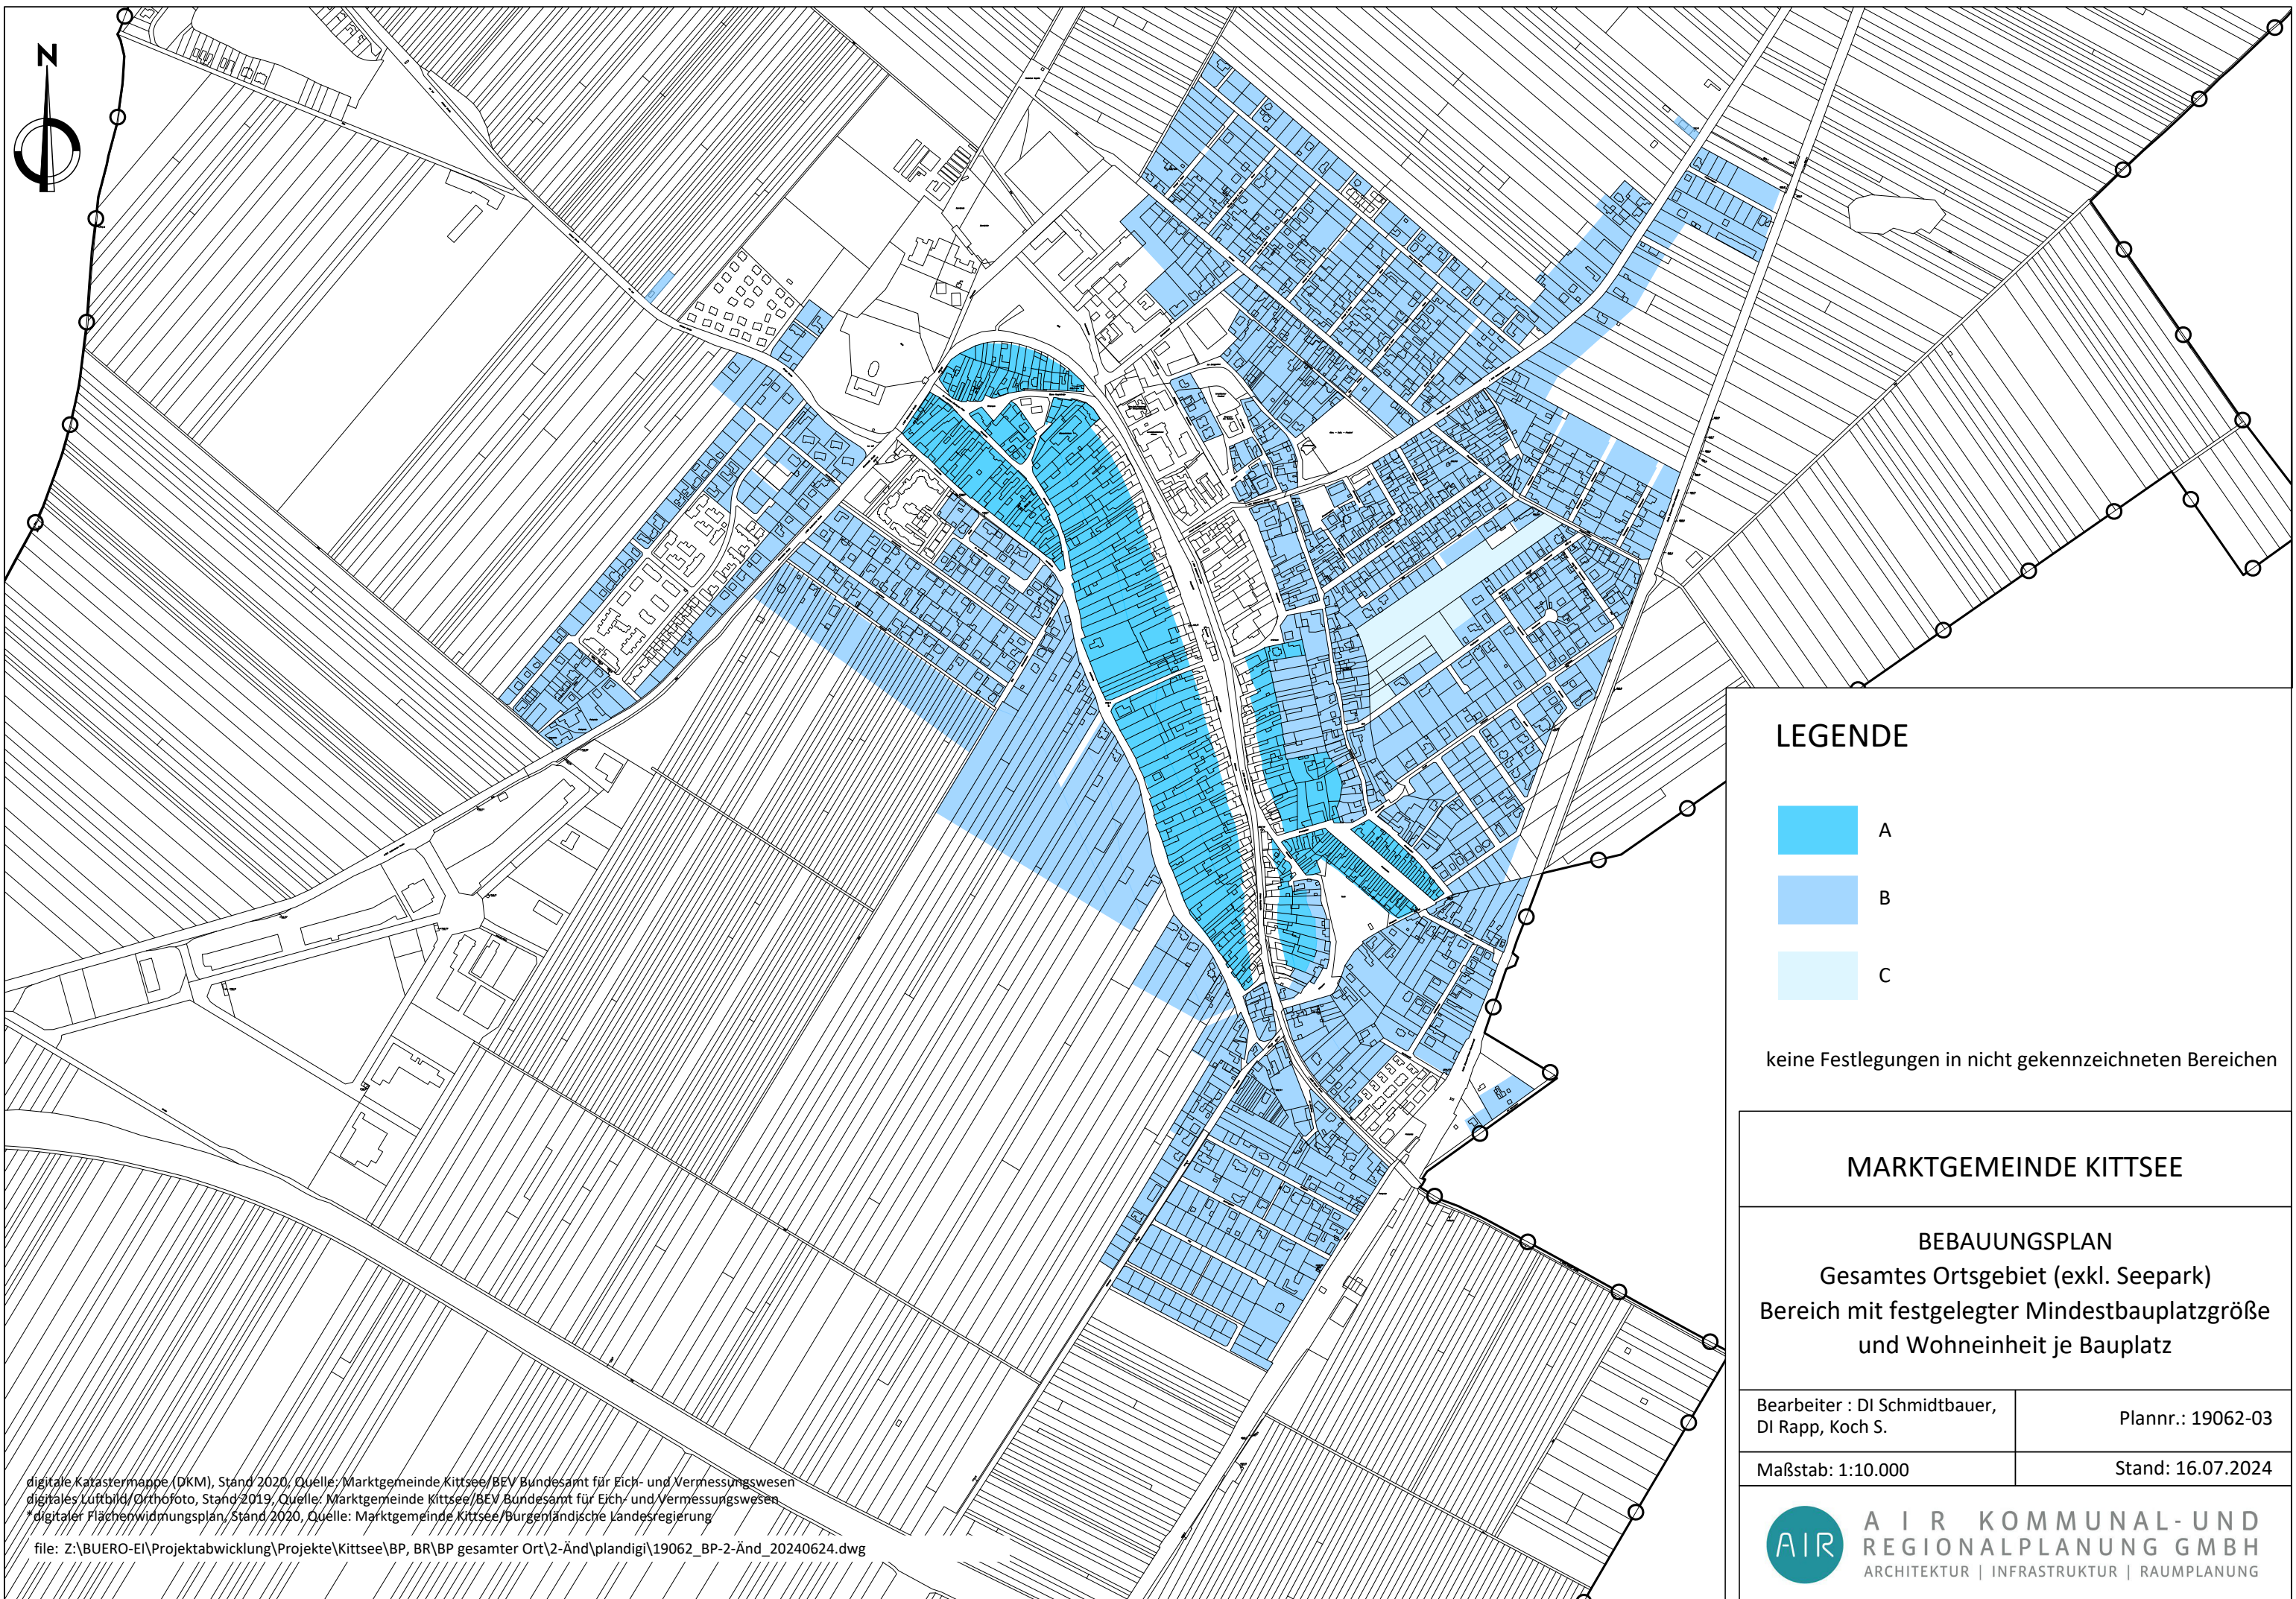 N
LEGENDE
A
B
C
keine Festlegungen in nicht gekennzeichneten Bereichen
MARKTGEMEINDE KITTSEE
BEBAUUNGSPLAN
Gesamtes Ortsgebiet (exkl. Seepark)
Bereich mit festgelegter Mindestbauplatzgröße
und Wohneinheit je Bauplatz
Bearbeiter : DI Schmidtbauer,
DI Rapp, Koch S.
Plannr.: 19062-03
Maßstab: 1:10.000
Stand: 16.07.2024
AIR
AIR KOMMUNAL-UND
REGIONALPLANUNG GMBH
ARCHITEKTUR | INFRASTRUKTUR | RAUMPLANUNG
digitale Katastermappe (DKM), Stand 2020, Quelle: Marktgemeinde Kittsee/BEV Bundesamt für Eich- und Vermessungswesen
digitales Luftbild/Orthofoto, Stand 2019, Quelle: Marktgemeinde Kittsee/BEV Bundesamt für Eich- und Vermessungswesen
*digitaler Flächenwidmungsplan, Stand 2020, Quelle: Marktgemeinde Kittsee/Burgenländische Landesregierung
file: Z:\BUERO-EI\Projektabwicklung\Projekte\Kittsee\BP, BR\BP gesamter Ort\2-Änd\plandigi\19062_BP-2-Änd_20240624.dwg